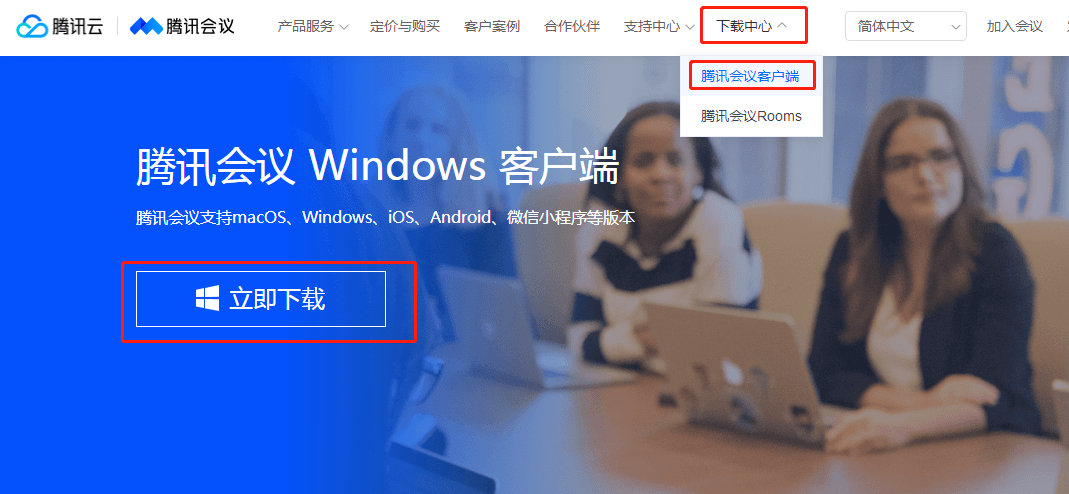 腾讯云 腾讯会议 产品服务 定价与购买 客户案例 合作伙伴 支持中心 下载中心 简体中文 加入会议
腾讯会议客户端
腾讯会议Rooms
腾讯会议 Windows 客户端
腾讯会议支持macOS、Windows、iOS、Android、微信小程序等版本
立即下载